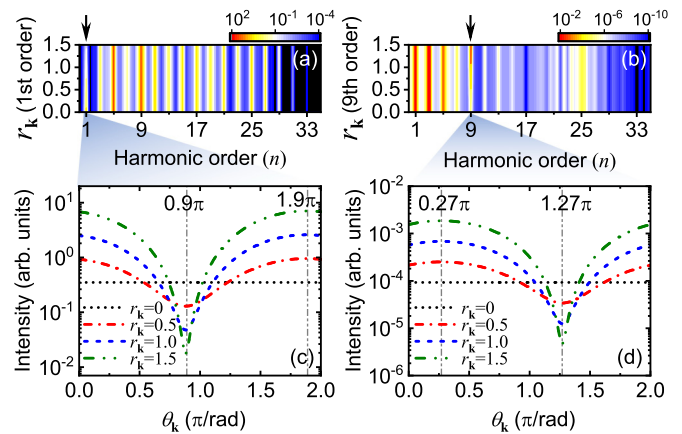 10² 10⁻¹ 10⁻⁴
r_k (1st order)
1.5
1.0
0.5
0.0
(a)
1 9 17 25 33
Harmonic order (n)
10⁻² 10⁻⁶ 10⁻¹⁰
r_k (9th order)
1.5
1.0
0.5
0.0
(b)
1 9 17 25 33
Harmonic order (n)
Intensity (arb. units)
10¹
10⁰
10⁻¹
10⁻²
0.9π 1.9π
r_k=0
r_k=0.5
r_k=1.0
r_k=1.5
(c)
0.0 0.5 1.0 1.5 2.0
θ_k (π/rad)
Intensity (arb. units)
10⁻²
10⁻³
10⁻⁴
10⁻⁵
10⁻⁶
0.27π 1.27π
r_k=0
r_k=0.5
r_k=1.0
r_k=1.5
(d)
0.0 0.5 1.0 1.5 2.0
θ_k (π/rad)